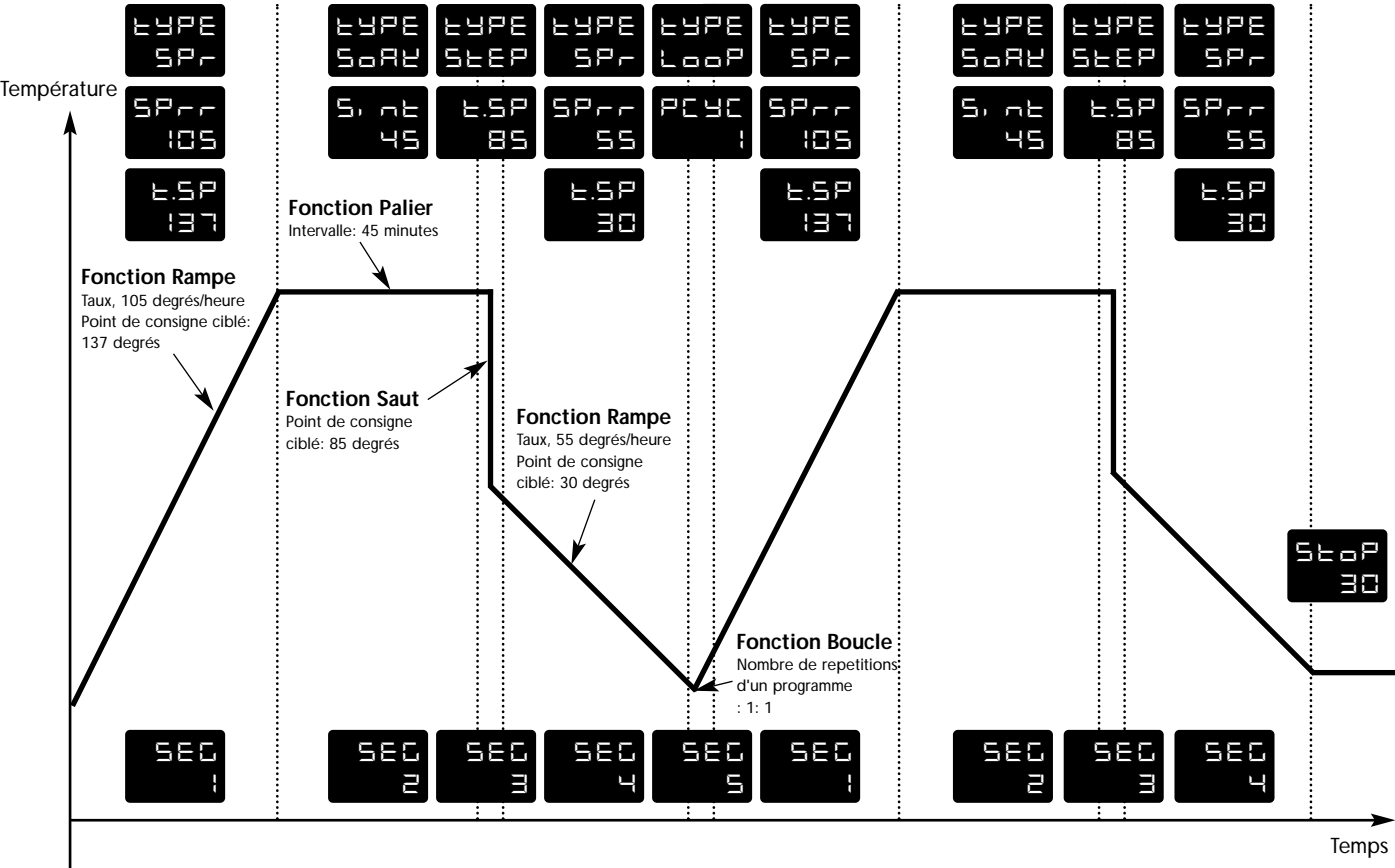 tYPE tYPE tYPE tYPE tYPE tYPE tYPE tYPE tYPE
SPr SoAK StEP SPr LooP SPr SoAK StEP SPr
Température
SPrr Si nt t.SP SPrr PCYC SPrr Si nt t.SP SPrr
105 45 85 55 1 105 45 85 55
t.SP t.SP t.SP t.SP
137 30 137 30
Fonction Palier
Intervalle: 45 minutes
Fonction Rampe
Taux, 105 degrés/heure
Point de consigne ciblé:
137 degrés
Fonction Saut
Point de consigne
ciblé: 85 degrés
Fonction Rampe
Taux, 55 degrés/heure
Point de consigne
ciblé: 30 degrés
StoP
30
Fonction Boucle
Nombre de repetitions
d'un programme
: 1: 1
SEG SEG SEG SEG SEG SEG SEG SEG SEG
1 2 3 4 5 1 2 3 4
Temps